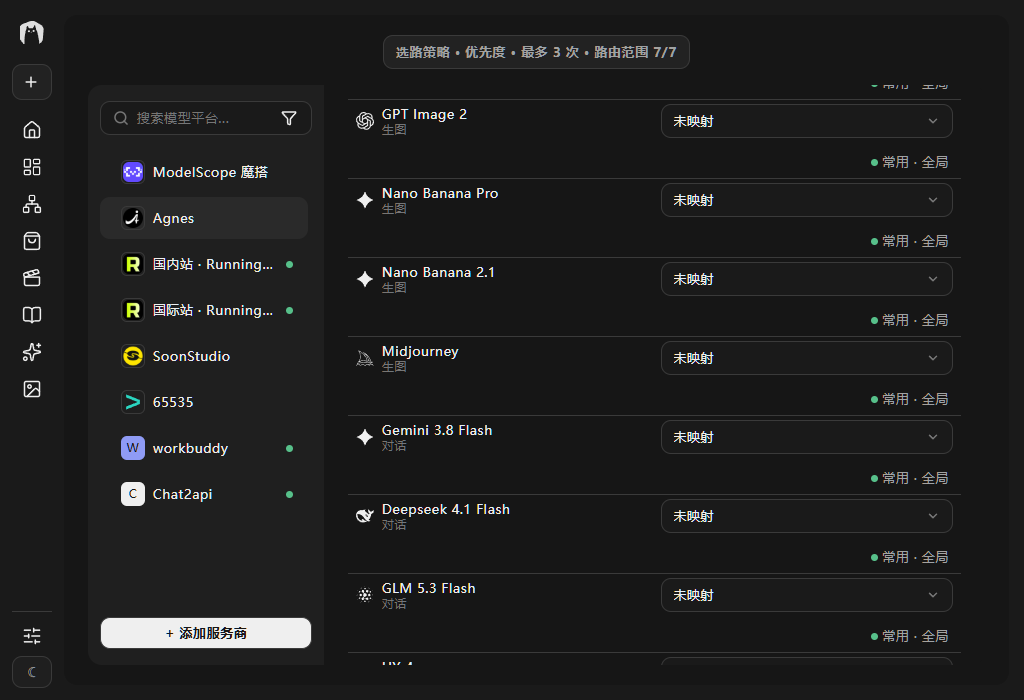 选路策略 • 优先度 • 最多 3 次 • 路由范围 7/7
搜索模型平台...
ModelScope 魔搭
Agnes
国内站 · Running...
国际站 · Running...
SoonStudio
65535
W workbuddy
C Chat2api
+ 添加服务商
常用 · 全局
GPT Image 2
生图
未映射
常用 · 全局
Nano Banana Pro
生图
未映射
常用 · 全局
Nano Banana 2.1
生图
未映射
常用 · 全局
Midjourney
生图
未映射
常用 · 全局
Gemini 3.8 Flash
对话
未映射
常用 · 全局
Deepseek 4.1 Flash
对话
未映射
常用 · 全局
GLM 5.3 Flash
对话
未映射
常用 · 全局